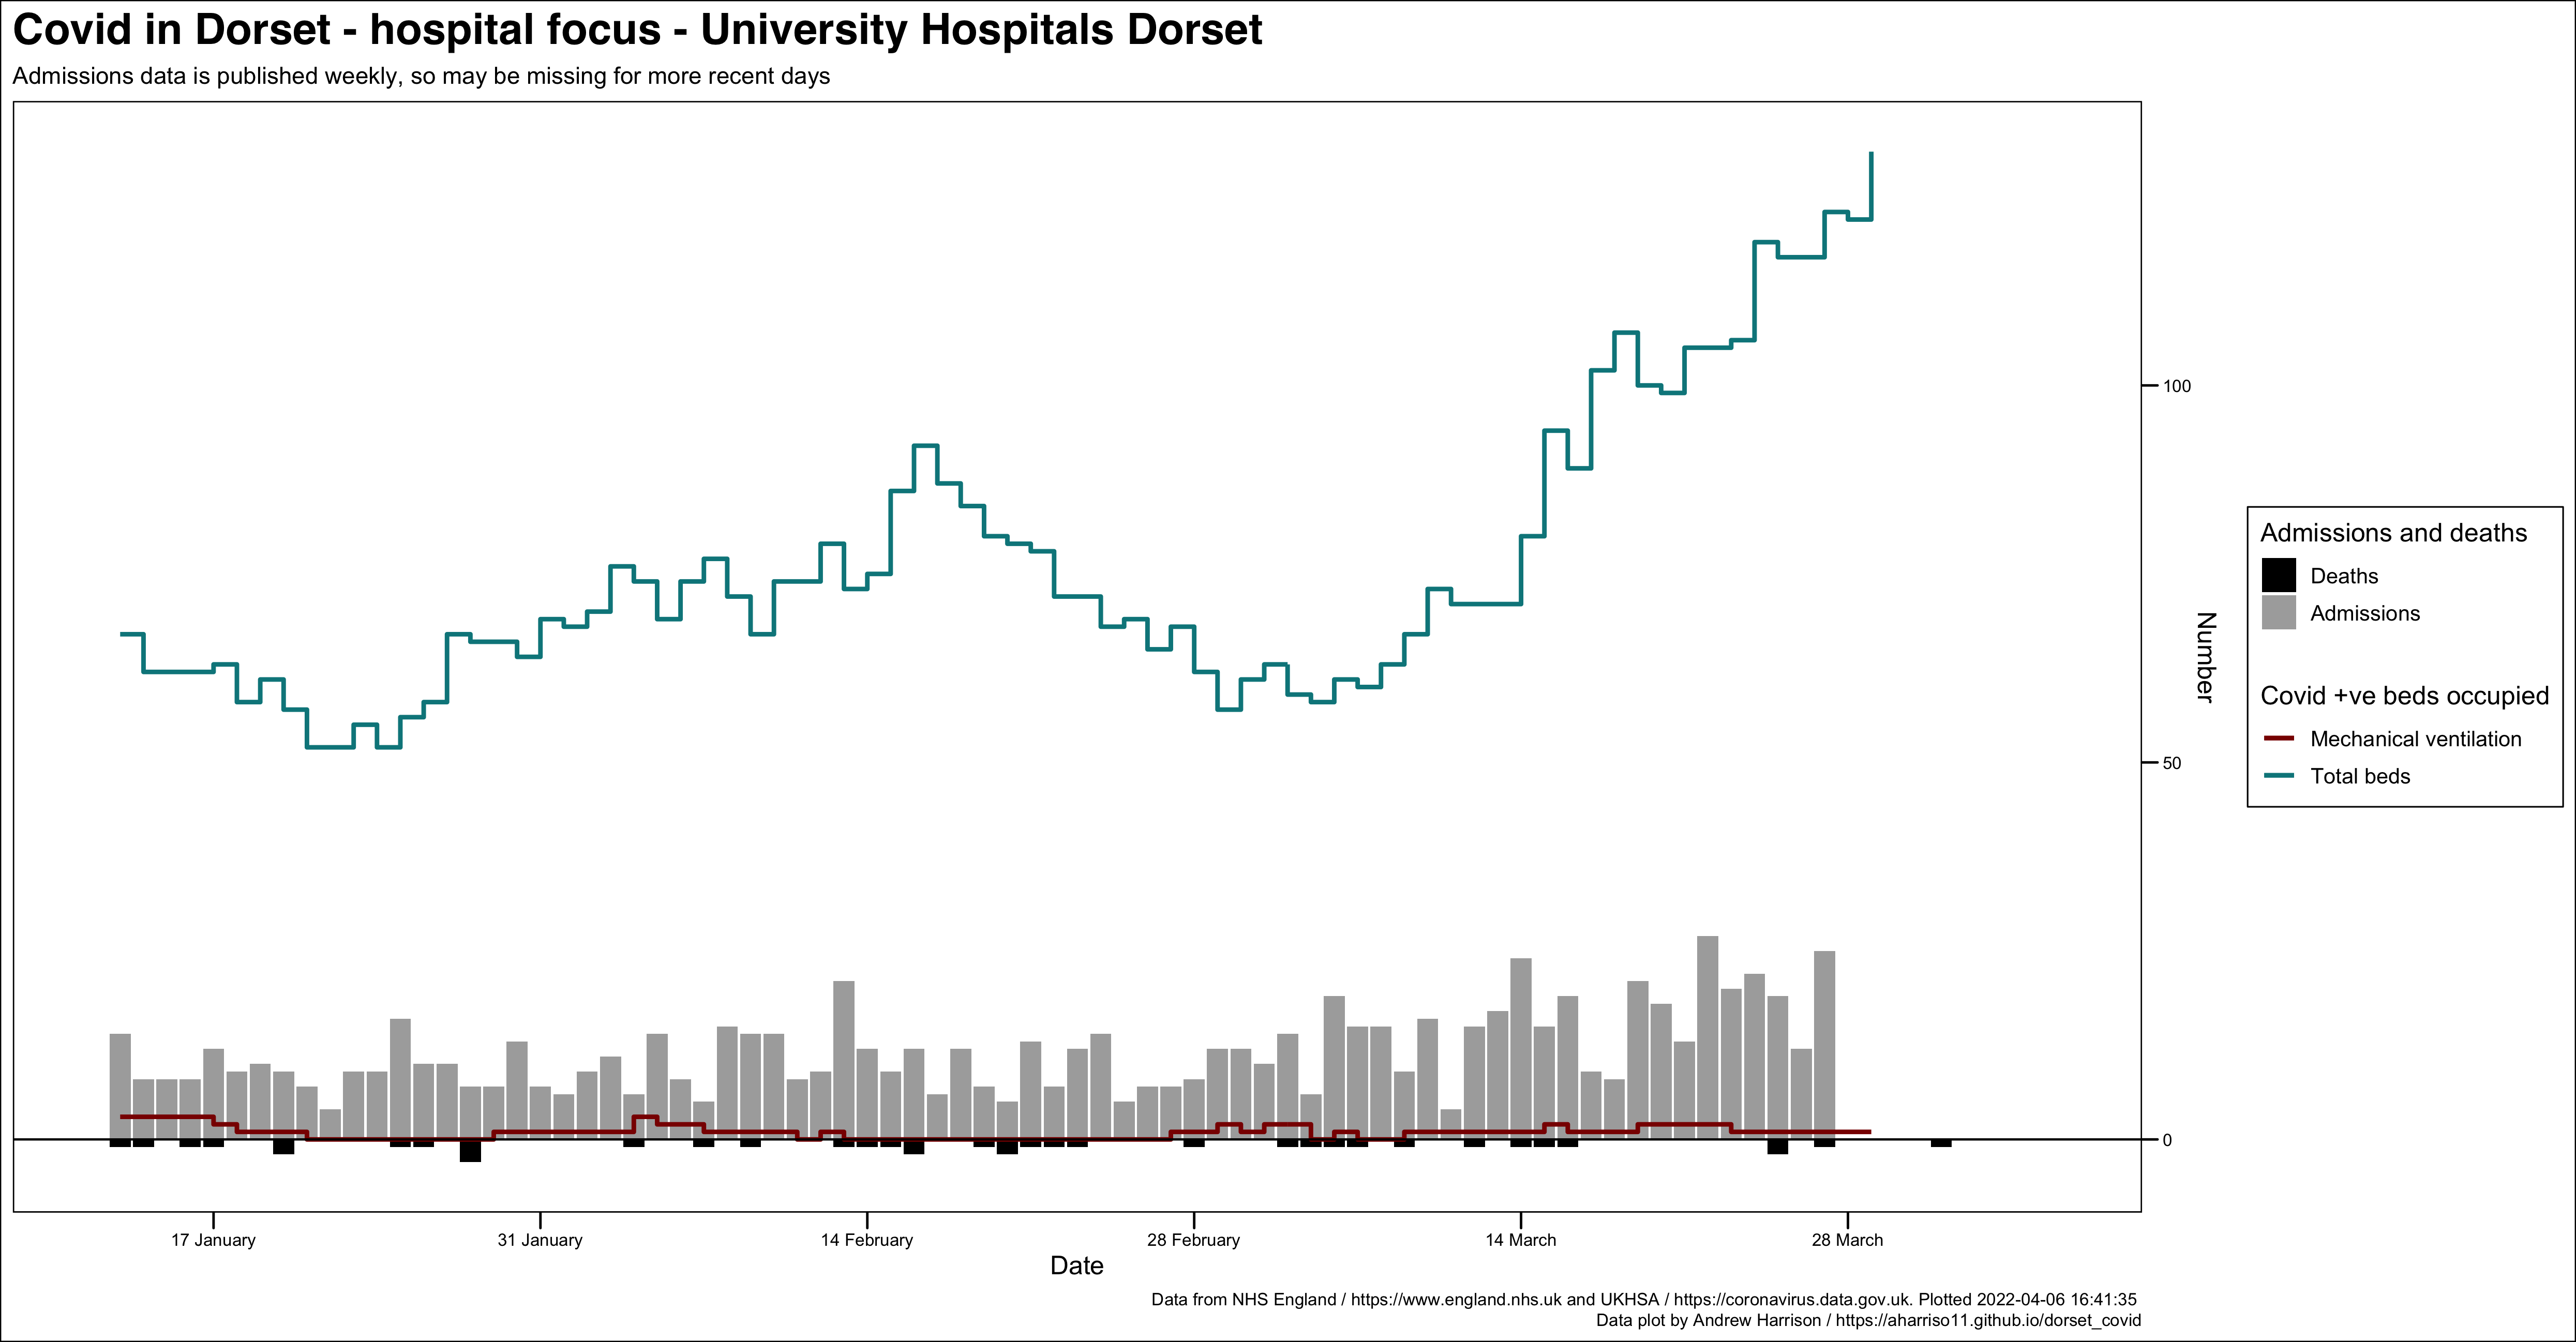 Covid in Dorset - hospital focus - University Hospitals Dorset
Admissions data is published weekly, so may be missing for more recent days
100
50
0
Number
Admissions and deaths
Deaths
Admissions
Covid +ve beds occupied
Mechanical ventilation
Total beds
17 January
31 January
14 February
28 February
14 March
28 March
Date
Data from NHS England / https://www.england.nhs.uk and UKHSA / https://coronavirus.data.gov.uk. Plotted 2022-04-06 16:41:35
Data plot by Andrew Harrison / https://aharriso11.github.io/dorset_covid